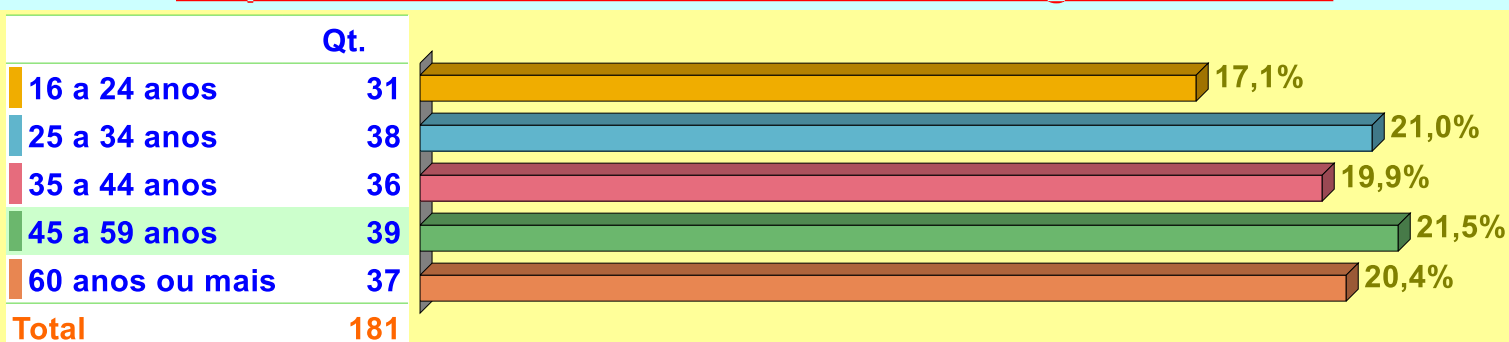 Qt.
16 a 24 anos 31 17,1%
25 a 34 anos 38 21,0%
35 a 44 anos 36 19,9%
45 a 59 anos 39 21,5%
60 anos ou mais 37 20,4%
Total 181